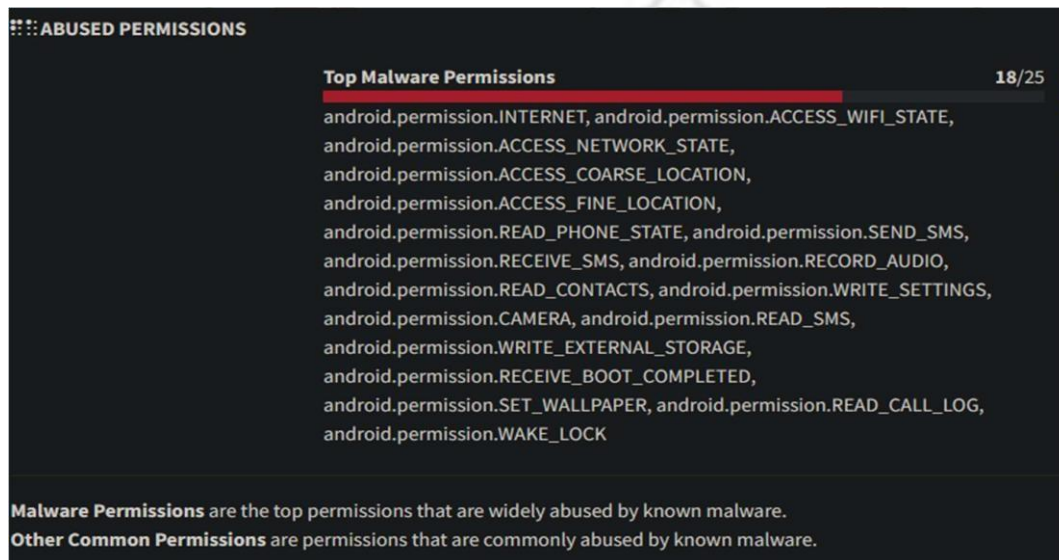 ABUSED PERMISSIONS
Top Malware Permissions 18/25
android.permission.INTERNET, android.permission.ACCESS_WIFI_STATE,
android.permission.ACCESS_NETWORK_STATE,
android.permission.ACCESS_COARSE_LOCATION,
android.permission.ACCESS_FINE_LOCATION,
android.permission.READ_PHONE_STATE, android.permission.SEND_SMS,
android.permission.RECEIVE_SMS, android.permission.RECORD_AUDIO,
android.permission.READ_CONTACTS, android.permission.WRITE_SETTINGS,
android.permission.CAMERA, android.permission.READ_SMS,
android.permission.WRITE_EXTERNAL_STORAGE,
android.permission.RECEIVE_BOOT_COMPLETED,
android.permission.SET_WALLPAPER, android.permission.READ_CALL_LOG,
android.permission.WAKE_LOCK
Malware Permissions are the top permissions that are widely abused by known malware.
Other Common Permissions are permissions that are commonly abused by known malware.